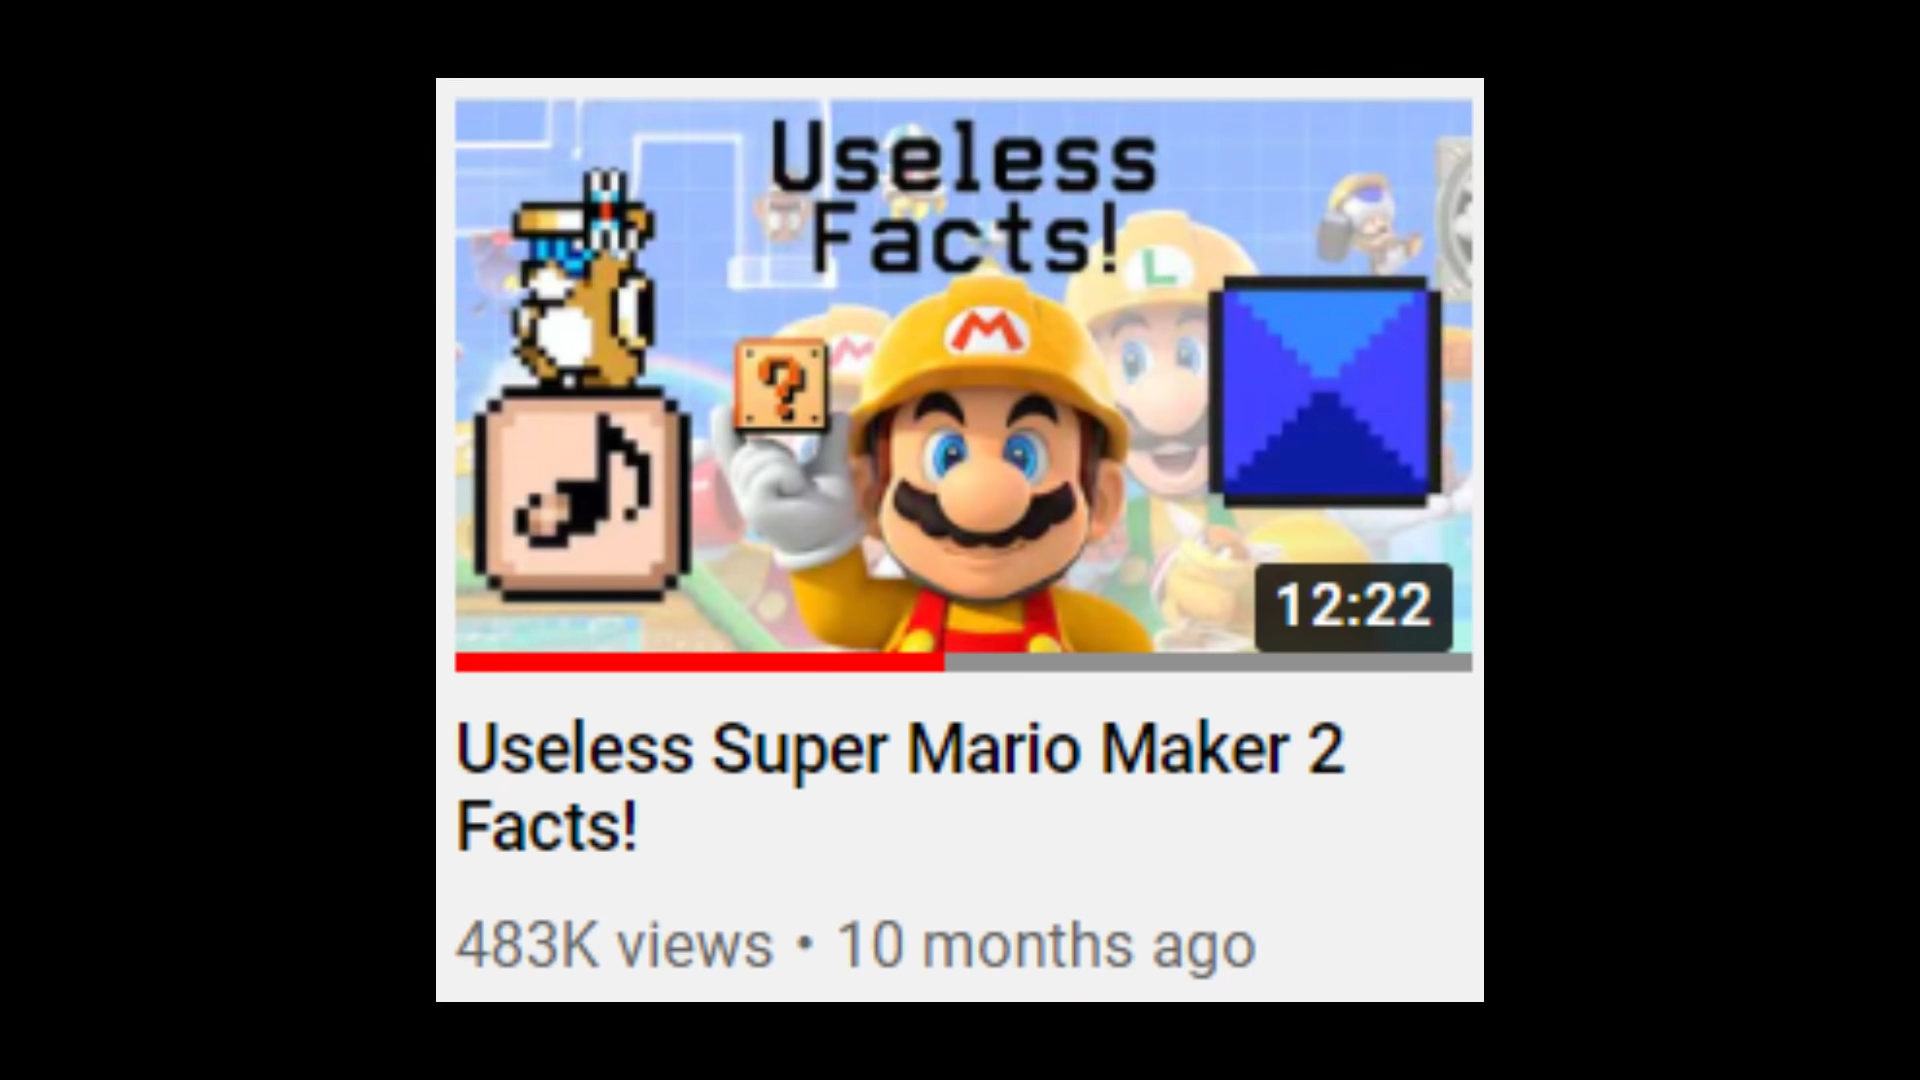 Useless
Facts!
L
M
M
?
12:22
Useless Super Mario Maker 2
Facts!
483K views • 10 months ago